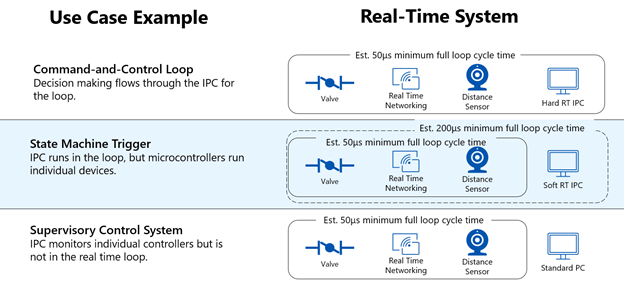 Use Case Example
Real-Time System
Est. 50µs minimum full loop cycle time
Command-and-Control Loop
Decision making flows through the IPC for
the loop.
Valve
Real Time
Networking
Distance
Sensor
Hard RT IPC
Est. 200µs minimum full loop cycle time
State Machine Trigger
IPC runs in the loop, but microcontrollers run
individual devices.
Est. 50µs minimum full loop cycle time
Valve
Real Time
Networking
Distance
Sensor
Soft RT IPC
Est. 50µs minimum full loop cycle time
Supervisory Control System
IPC monitors individual controllers but is
not in the real time loop.
Valve
Real Time
Networking
Distance
Sensor
Standard PC